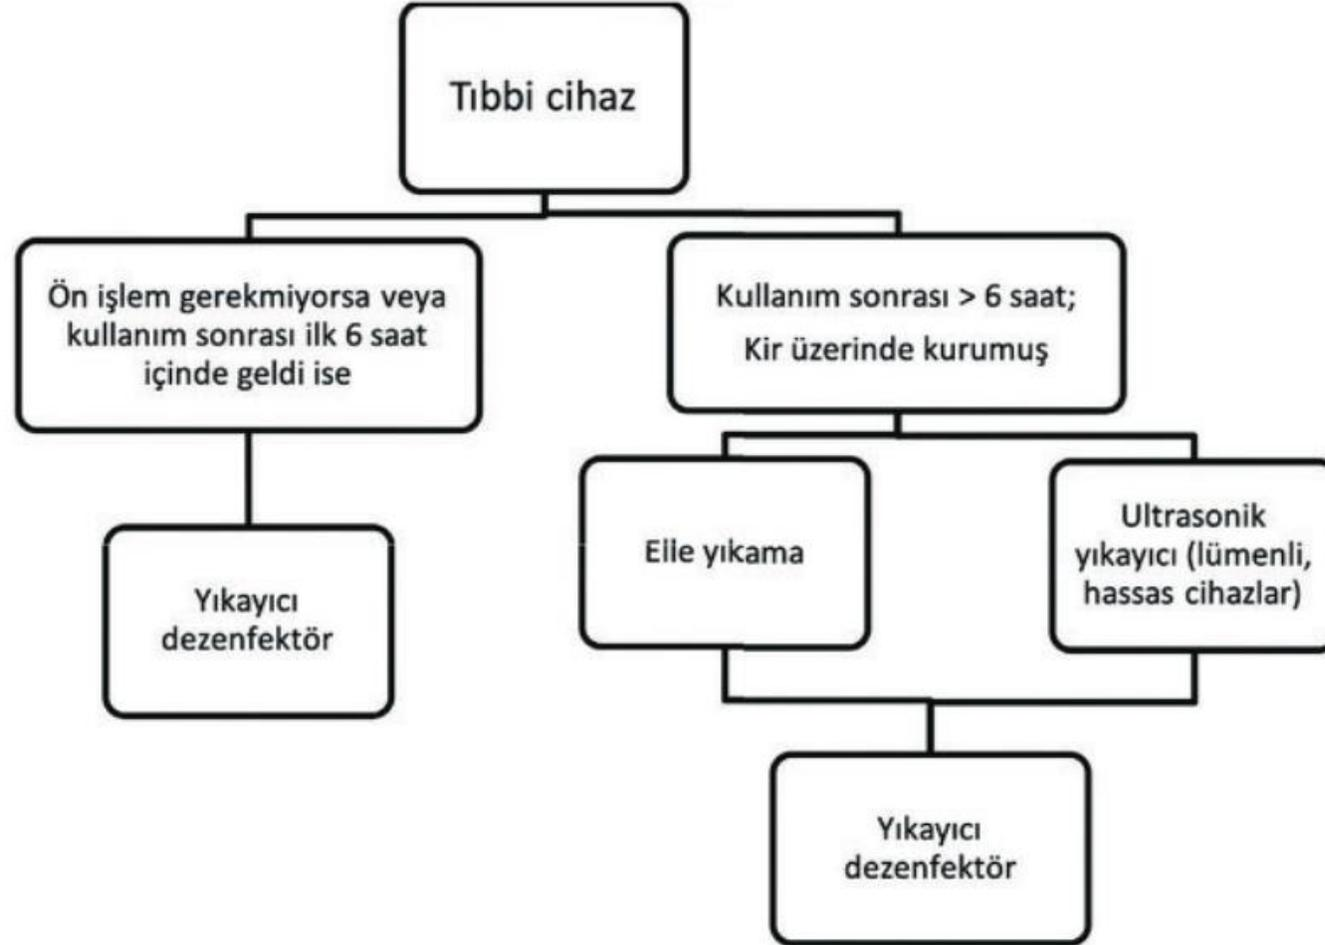 Tıbbi cihaz
Ön işlem gerekmiyorsa veya
kullanım sonrası ilk 6 saat
içinde geldi ise
Kullanım sonrası > 6 saat;
Kir üzerinde kurumuş
Yıkayıcı
dezenfektör
Elle yıkama
Ultrasonik
yıkayıcı (lümenli,
hassas cihazlar)
Yıkayıcı
dezenfektör